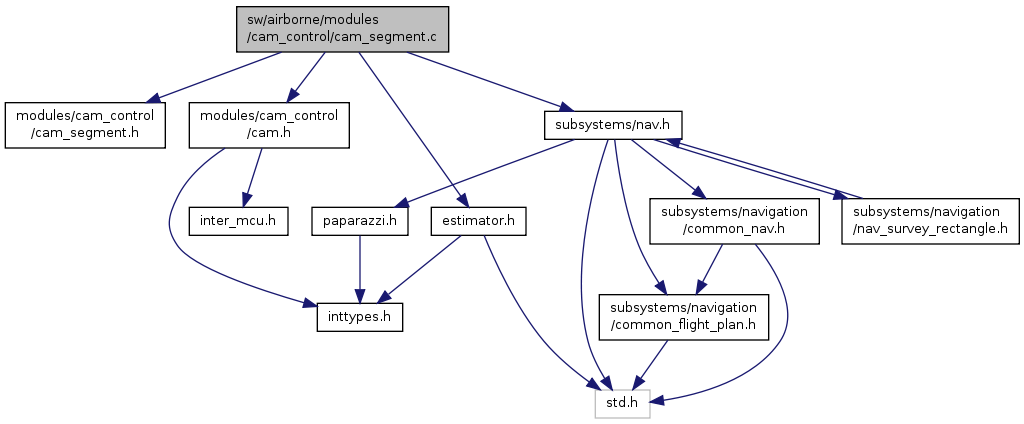 sw/airborne/modules
/cam_control/cam_segment.c
modules/cam_control
/cam_segment.h
modules/cam_control
/cam.h
subsystems/nav.h
inter_mcu.h
paparazzi.h
estimator.h
subsystems/navigation
/common_nav.h
subsystems/navigation
/nav_survey_rectangle.h
inttypes.h
subsystems/navigation
/common_flight_plan.h
std.h